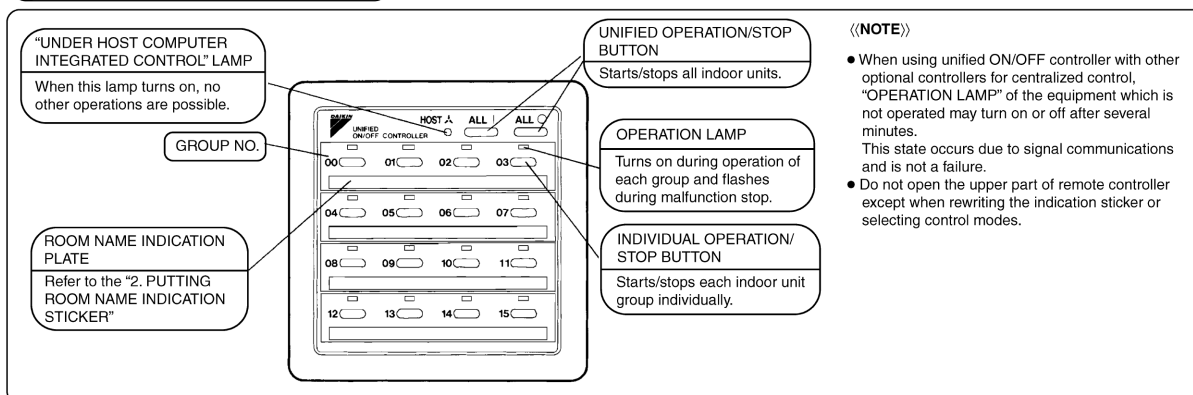 “UNDER HOST COMPUTER
INTEGRATED CONTROL” LAMP
When this lamp turns on, no
other operations are possible.
GROUP NO.
ROOM NAME INDICATION
PLATE
Refer to the “2. PUTTING
ROOM NAME INDICATION
STICKER”
DAIKIN
UNIFIED
ON/OFF CONTROLLER
HOST ALL | ALL ○
00 01 02 03
04 05 06 07
08 09 10 11
12 13 14 15
UNIFIED OPERATION/STOP
BUTTON
Starts/stops all indoor units.
OPERATION LAMP
Turns on during operation of
each group and flashes
during malfunction stop.
INDIVIDUAL OPERATION/
STOP BUTTON
Starts/stops each indoor unit
group individually.
⟨⟨NOTE⟩⟩
● When using unified ON/OFF controller with other
optional controllers for centralized control,
“OPERATION LAMP” of the equipment which is
not operated may turn on or off after several
minutes.
This state occurs due to signal communications
and is not a failure.
● Do not open the upper part of remote controller
except when rewriting the indication sticker or
selecting control modes.